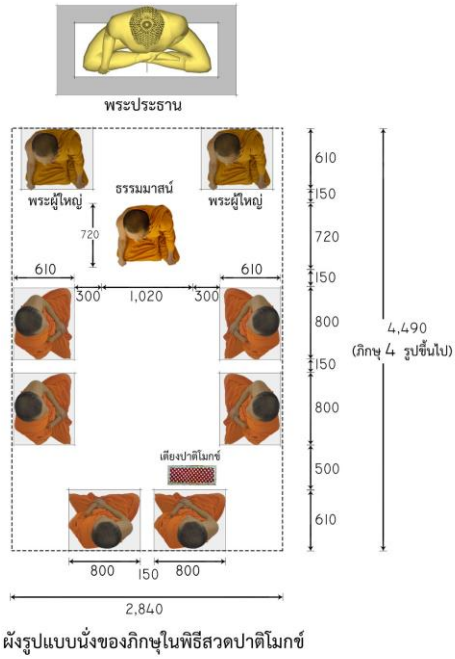 พระประธาน
610
150
ธรรมมาสน์
พระผู้ใหญ่
พระผู้ใหญ่
720
720
610
610
150
300
1,020
300
800
4,490
(ภิกษุ 4 รูปขึ้นไป)
150
800
เตียงปาติโมกข์
500
610
800
150
800
2,840
ผังรูปแบบนั่งของภิกษุในพิธีสวดปาติโมกข์